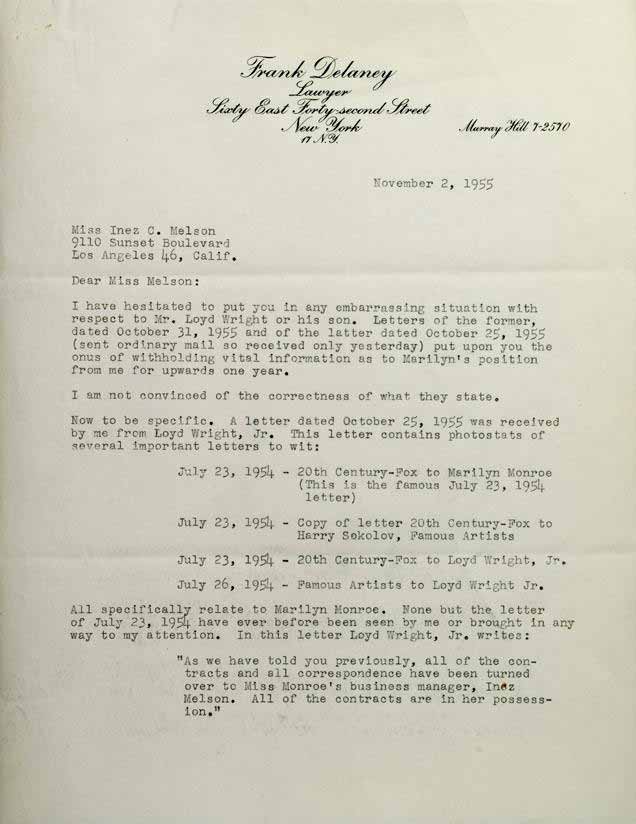 Frank Delaney
Lawyer
Sixty East Forty-second Street
New York
17 N.Y.
Murray Hill 7-2570
November 2, 1955
Miss Inez C. Melson
9110 Sunset Boulevard
Los Angeles 46, Calif.
Dear Miss Melson:
I have hesitated to put you in any embarrassing situation with
respect to Mr. Loyd Wright or his son. Letters of the former,
dated October 31, 1955 and of the latter dated October 25, 1955
(sent ordinary mail so received only yesterday) put upon you the
onus of withholding vital information as to Marilyn's position
from me for upwards one year.
I am not convinced of the correctness of what they state.
Now to be specific. A letter dated October 25, 1955 was received
by me from Loyd Wright, Jr. This letter contains photostats of
several important letters to wit:
July 23, 1954 - 20th Century-Fox to Marilyn Monroe
(This is the famous July 23, 1954
letter)
July 23, 1954 - Copy of letter 20th Century-Fox to
Harry Sokolov, Famous Artists
July 23, 1954 - 20th Century-Fox to Loyd Wright, Jr.
July 26, 1954 - Famous Artists to Loyd Wright Jr.
All specifically relate to Marilyn Monroe. None but the letter
of July 23, 1954 have ever before been seen by me or brought in any
way to my attention. In this letter Loyd Wright, Jr. writes:
"As we have told you previously, all of the con-
tracts and all correspondence have been turned
over to Miss Monroe's business manager, Inez
Melson. All of the contracts are in her possess-
ion."